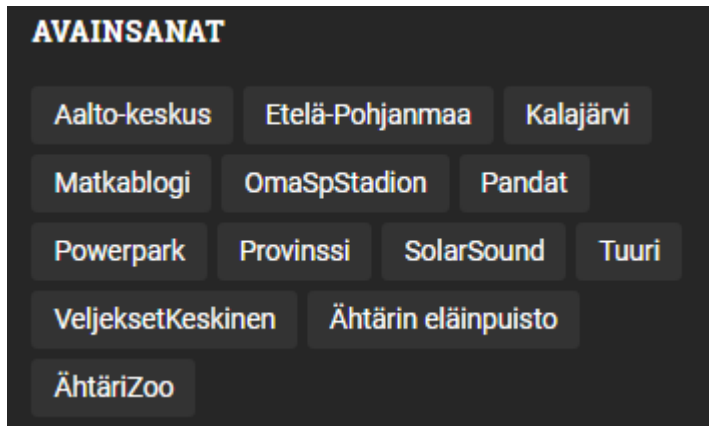 AVAINSANAT
Aalto-keskus Etelä-Pohjanmaa Kalajärvi
Matkablogi OmaSpStadion Pandat
Powerpark Provinssi SolarSound Tuuri
VeljeksetKeskinen Ähtärin eläinpuisto
ÄhtäriZoo